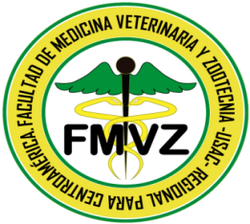 FACULTAD DE MEDICINA VETERINARIA Y ZOOTECNIA -USAC- REGIONAL PARA CENTROAMÉRICA.
FMVZ